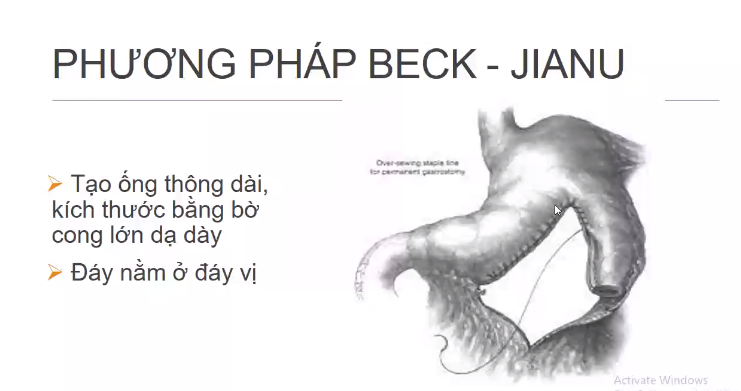 PHƯƠNG PHÁP BECK - JIANU
Over-sewing staple line
for permanent gastrostomy
Tạo ống thông dài,
kích thước bằng bờ
cong lớn dạ dày
Đáy nằm ở đáy vị
Activate Windows